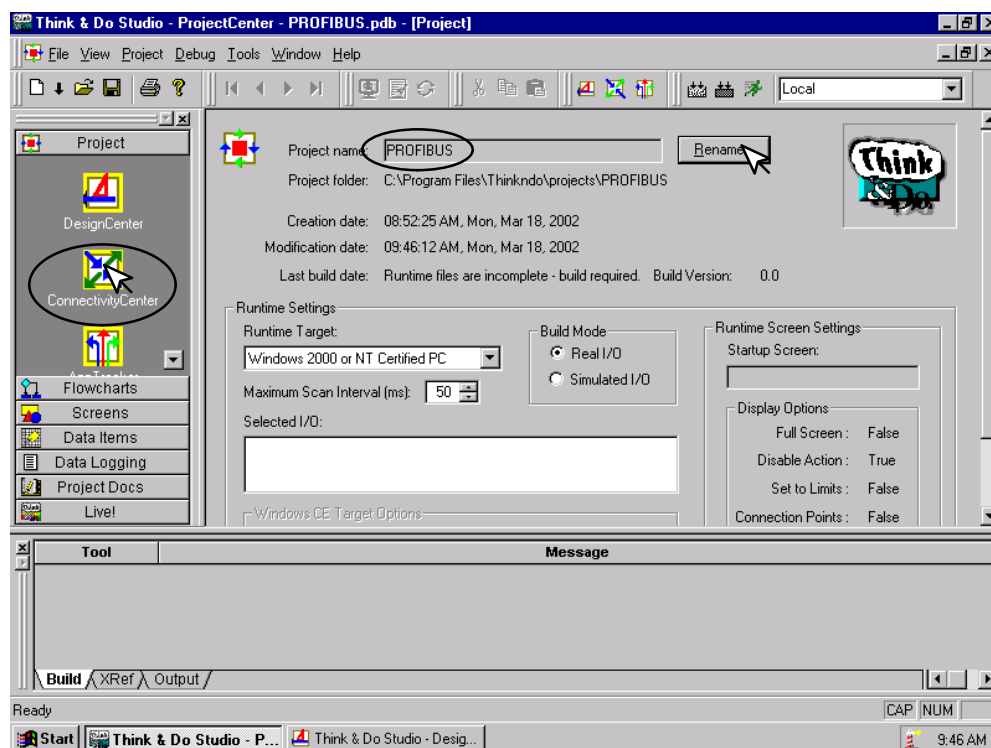 Think & Do Studio - ProjectCenter - PROFIBUS.pdb - [Project]
File View Project Debug Tools Window Help
Local
Project
DesignCenter
ConnectivityCenter
AppTracker
Flowcharts
Screens
Data Items
Data Logging
Project Docs
Live!
Project name: PROFIBUS
Rename
Project folder: C:\Program Files\Thinkndo\projects\PROFIBUS
Creation date: 08:52:25 AM, Mon, Mar 18, 2002
Modification date: 09:46:12 AM, Mon, Mar 18, 2002
Last build date: Runtime files are incomplete - build required. Build Version: 0.0
Think
& Do
Runtime Settings
Runtime Target:
Windows 2000 or NT Certified PC
Maximum Scan Interval (ms): 50
Selected I/O:
Build Mode
Real I/O
Simulated I/O
Windows CE Target Options
Runtime Screen Settings
Startup Screen:
Display Options
Full Screen : False
Disable Action : True
Set to Limits : False
Connection Points : False
Tool Message
Build XRef Output
Ready CAP NUM
Start Think & Do Studio - P... Think & Do Studio - Desig... 9:46 AM